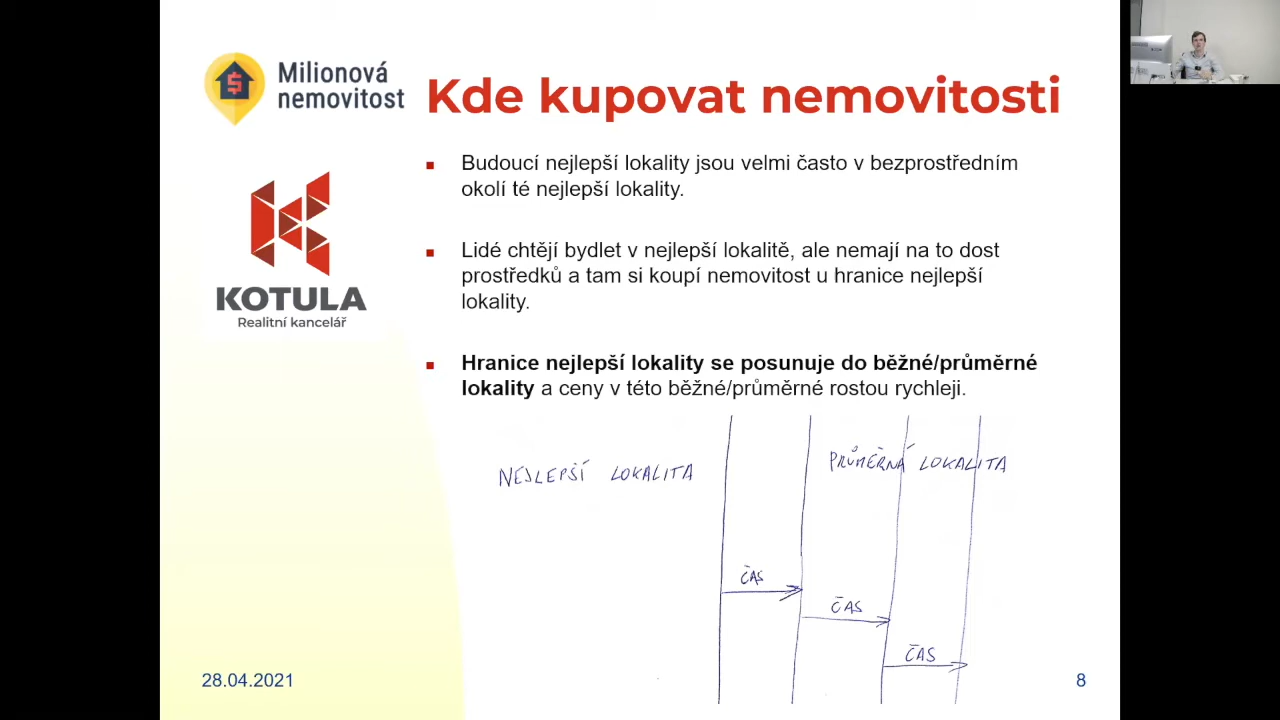 Milionová
nemovitost
Kde kupovat nemovitosti
KOTULA
Realitní kancelář
Budoucí nejlepší lokality jsou velmi často v bezprostředním
okolí té nejlepší lokality.
Lidé chtějí bydlet v nejlepší lokalitě, ale nemají na to dost
prostředků a tam si koupí nemovitost u hranice nejlepší
lokality.
Hranice nejlepší lokality se posunuje do běžné/průměrné
lokality a ceny v této běžné/průměrné rostou rychleji.
NEJLEPŠÍ LOKALITA
PRŮMĚRNÁ LOKALITA
ČAS
ČAS
ČAS
28.04.2021
8